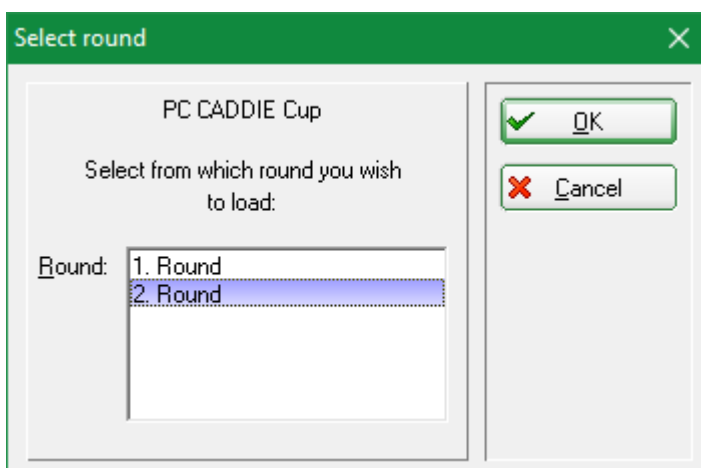 Select round
PC CADDIE Cup
Select from which round you wish
to load:
Round:
1. Round
2. Round
OK
Cancel